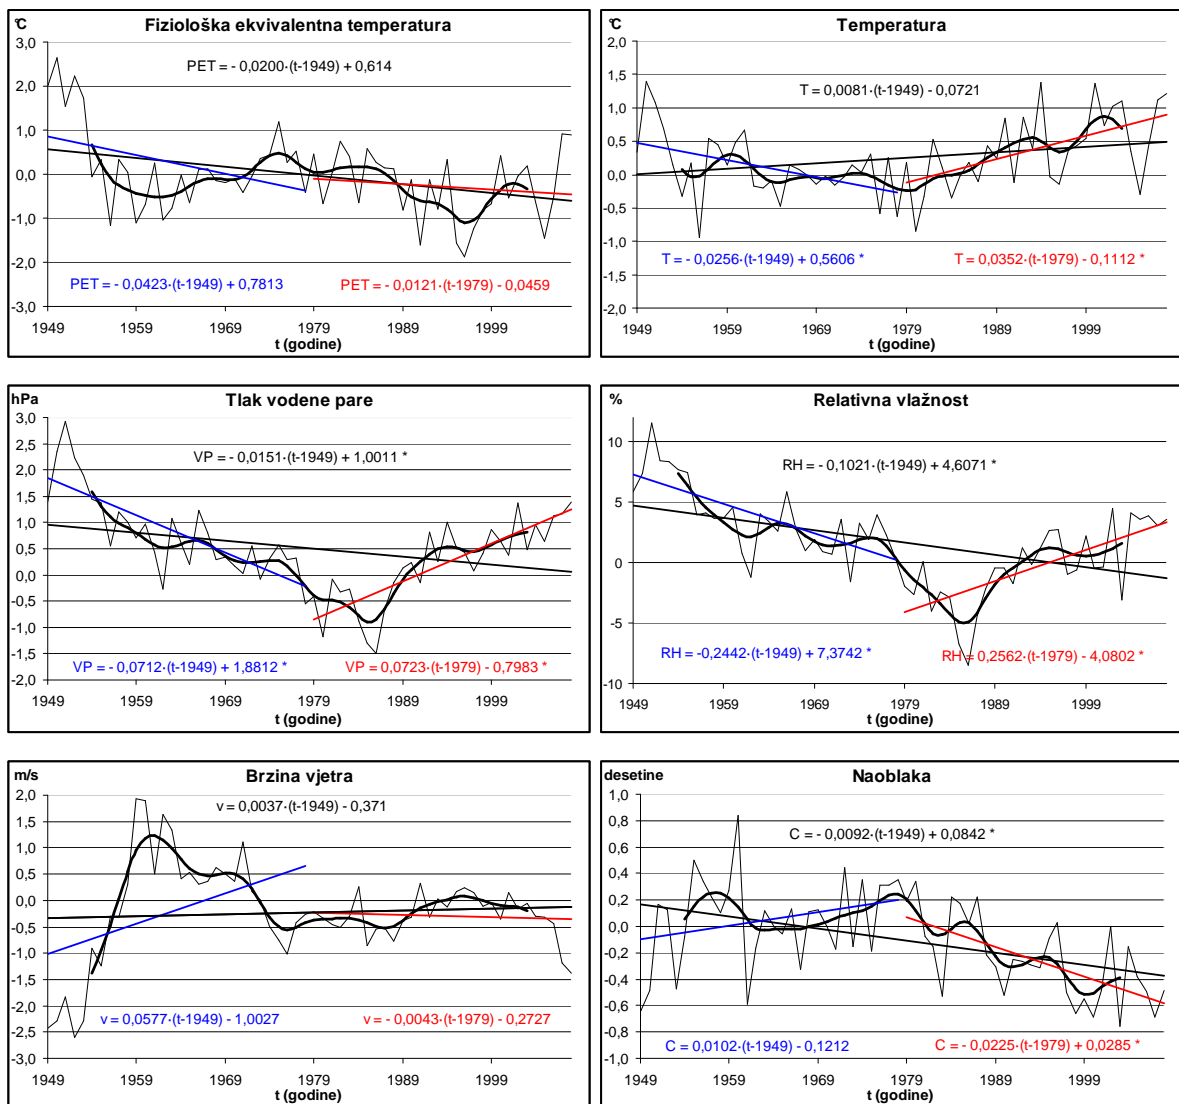 °C
Fiziološka ekvivalentna temperatura
3,0
2,0
1,0
0,0
-1,0
-2,0
-3,0
PET = - 0,0200·(t-1949) + 0,614
PET = - 0,0423·(t-1949) + 0,7813
PET = - 0,0121·(t-1979) - 0,0459
1949 1959 1969 1979 1989 1999
t (godine)
°C
Temperatura
2,0
1,5
1,0
0,5
0,0
-0,5
-1,0
-1,5
-2,0
T = 0,0081·(t-1949) - 0,0721
T = - 0,0256·(t-1949) + 0,5606 *
T = 0,0352·(t-1979) - 0,1112 *
1949 1959 1969 1979 1989 1999
t (godine)
hPa
Tlak vodene pare
3,0
2,5
2,0
1,5
1,0
0,5
0,0
-0,5
-1,0
-1,5
-2,0
VP = - 0,0151·(t-1949) + 1,0011 *
VP = - 0,0712·(t-1949) + 1,8812 *
VP = 0,0723·(t-1979) - 0,7983 *
1949 1959 1969 1979 1989 1999
t (godine)
%
Relativna vlažnost
10
5
0
-5
-10
RH = - 0,1021·(t-1949) + 4,6071 *
RH = -0,2442·(t-1949) + 7,3742 *
RH = 0,2562·(t-1979) - 4,0802 *
1949 1959 1969 1979 1989 1999
t (godine)
m/s
Brzina vjetra
2,0
1,5
1,0
0,5
0,0
-0,5
-1,0
-1,5
-2,0
-2,5
-3,0
v = 0,0037·(t-1949) - 0,371
v = 0,0577·(t-1949) - 1,0027
v = - 0,0043·(t-1979) - 0,2727
1949 1959 1969 1979 1989 1999
t (godine)
desetine
Naoblaka
1,0
0,8
0,6
0,4
0,2
0,0
-0,2
-0,4
-0,6
-0,8
-1,0
C = - 0,0092·(t-1949) + 0,0842 *
C = 0,0102·(t-1949) - 0,1212
C = - 0,0225·(t-1979) + 0,0285 *
1949 1959 1969 1979 1989 1999
t (godine)